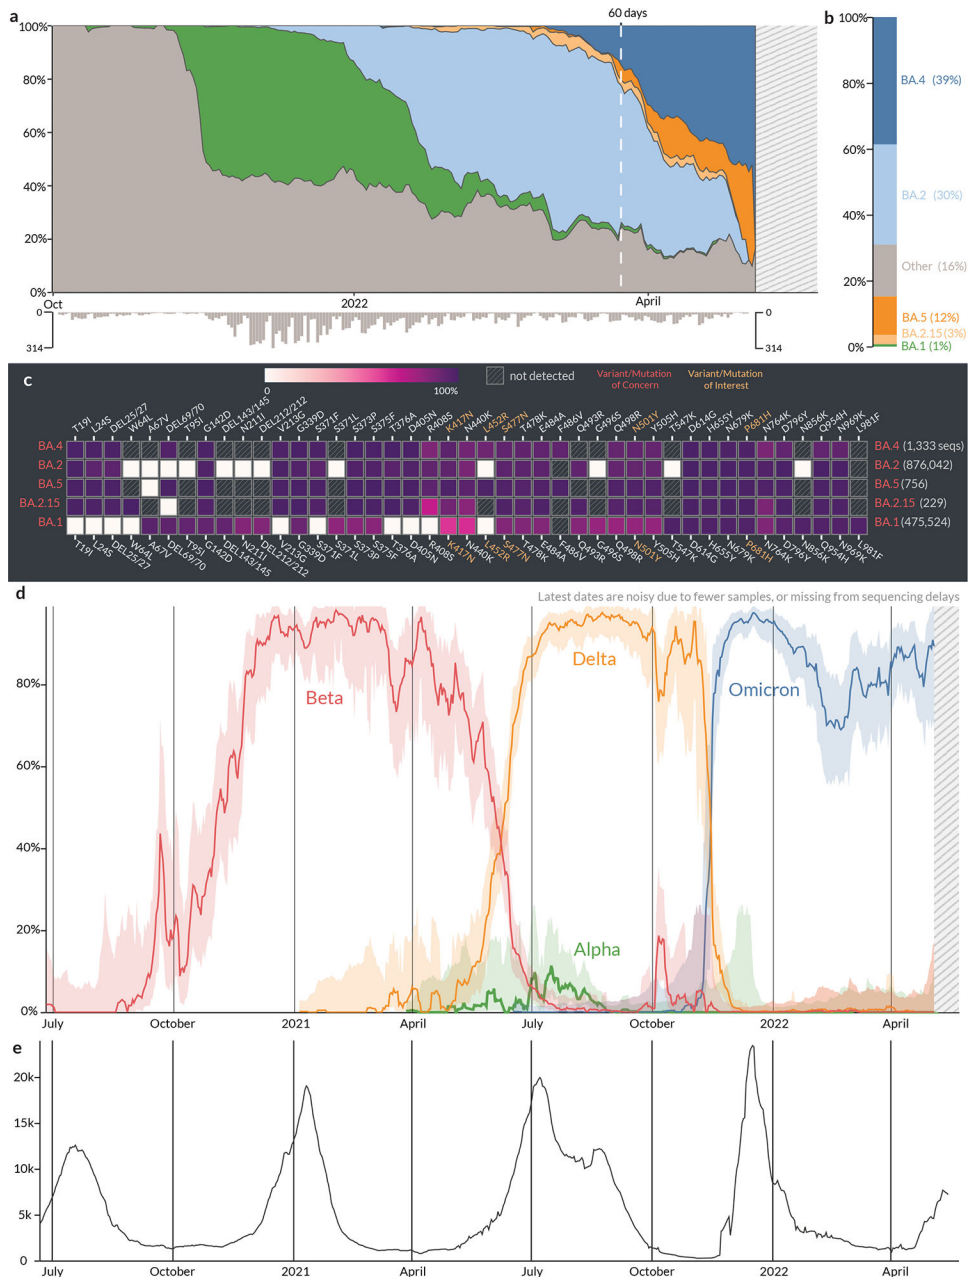 a
60 days
b
100%
80%
60%
40%
20%
0%
Oct
2022
April
0
314
0
314
100%
80%
60%
40%
20%
0%
BA.4 (39%)
BA.2 (30%)
Other (16%)
BA.5 (12%)
BA.2.15 (3%)
BA.1 (1%)
c
0
100%
not detected
Variant/Mutation
of Concern
Variant/Mutation
of Interest
T19I L24S DEL25/27 W64L A67V DEL69/70 T95I G142D DEL143/145 N211I DEL212/212 V213G G339D S371F S371L S373P S375F T376A D405N R408S K417N N440K L452R S477N T478K E484A F486V Q493R G496S Q498R N501Y Y505H T547K D614G H655Y N679K P681H N764K D796Y N856K Q954H N969K L981F
BA.4 BA.4 (1,333 seqs)
BA.2 BA.2 (876,042)
BA.5 BA.5 (756)
BA.2.15 BA.2.15 (229)
BA.1 BA.1 (475,524)
T19I L24S DEL25/27 W64L A67V DEL69/70 T95I G142D DEL143/145 N211I DEL212/212 V213G G339D S371F S371L S373P S375F T376A D405N R408S K417N N440K L452R S477N T478K E484A F486V Q493R G496S Q498R N501Y Y505H T547K D614G H655Y N679K P681H N764K D796Y N856K Q954H N969K L981F
d
Latest dates are noisy due to fewer samples, or missing from sequencing delays
80%
60%
40%
20%
0%
Beta
Delta
Omicron
Alpha
July
October
2021
April
July
October
2022
April
e
20k
15k
10k
5k
0
July
October
2021
April
July
October
2022
April